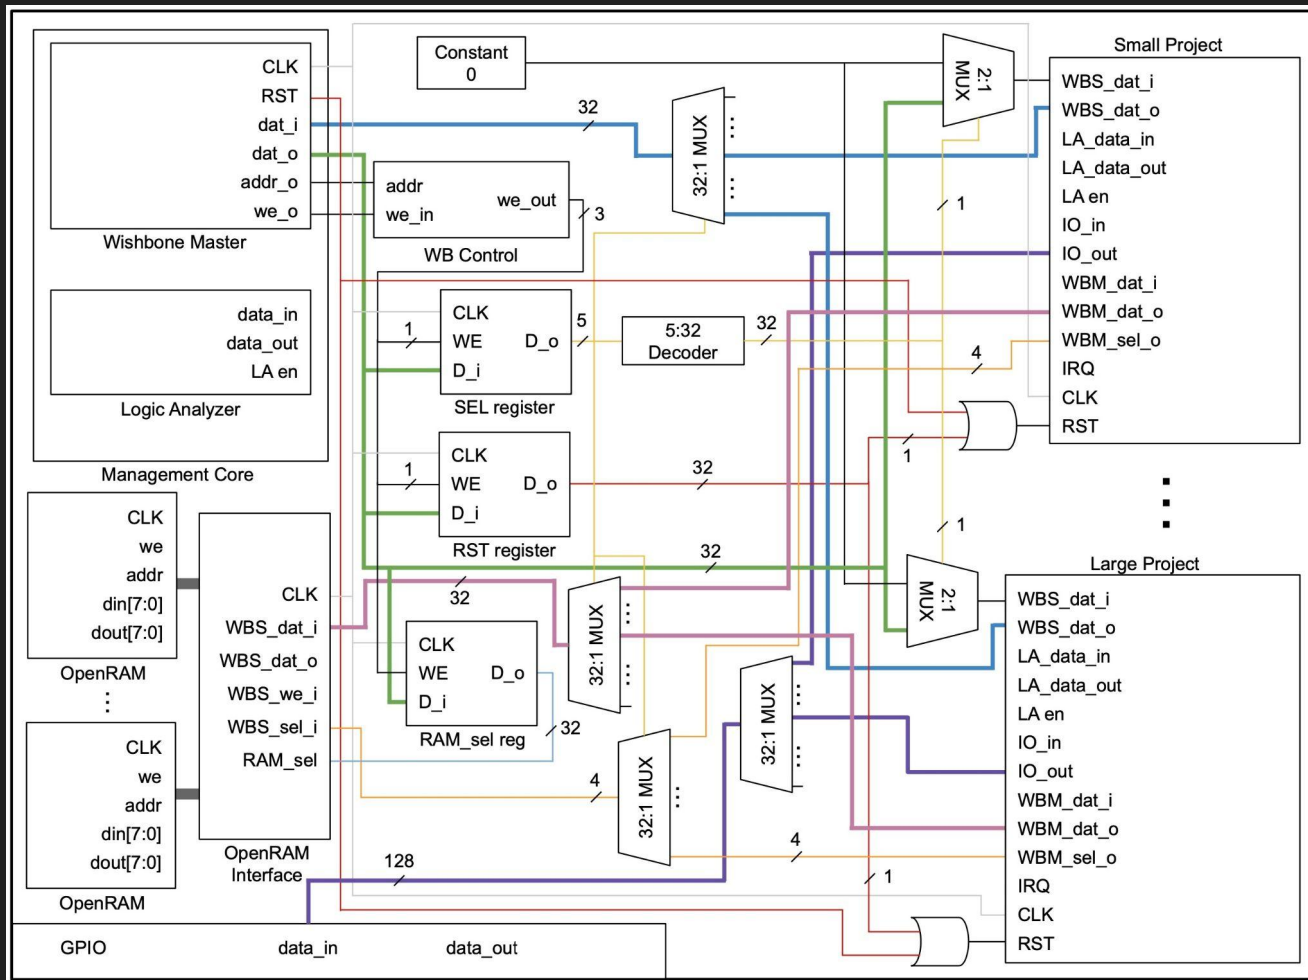 CLK
RST
dat_i
dat_o
addr_o
we_o
Wishbone Master
data_in
data_out
LA en
Logic Analyzer
Management Core
Constant
0
32
addr
we_in
we_out
3
WB Control
32:1 MUX
2:1
MUX
1
CLK
WE
D_i
D_o
1
5
SEL register
5:32
Decoder
32
CLK
WE
D_i
D_o
1
32
RST register
32
32
CLK
WE
D_i
D_o
32
RAM_sel reg
32:1 MUX
32:1 MUX
32:1 MUX
4
4
4
1
1
1
2:1
MUX
Small Project
WBS_dat_i
WBS_dat_o
LA_data_in
LA_data_out
LA en
IO_in
IO_out
WBM_dat_i
WBM_dat_o
WBM_sel_o
IRQ
CLK
RST
Large Project
WBS_dat_i
WBS_dat_o
LA_data_in
LA_data_out
LA en
IO_in
IO_out
WBM_dat_i
WBM_dat_o
WBM_sel_o
IRQ
CLK
RST
CLK
we
addr
din[7:0]
dout[7:0]
OpenRAM
CLK
we
addr
din[7:0]
dout[7:0]
OpenRAM
CLK
WBS_dat_i
WBS_dat_o
WBS_we_i
WBS_sel_i
RAM_sel
OpenRAM
Interface
128
GPIO
data_in
data_out